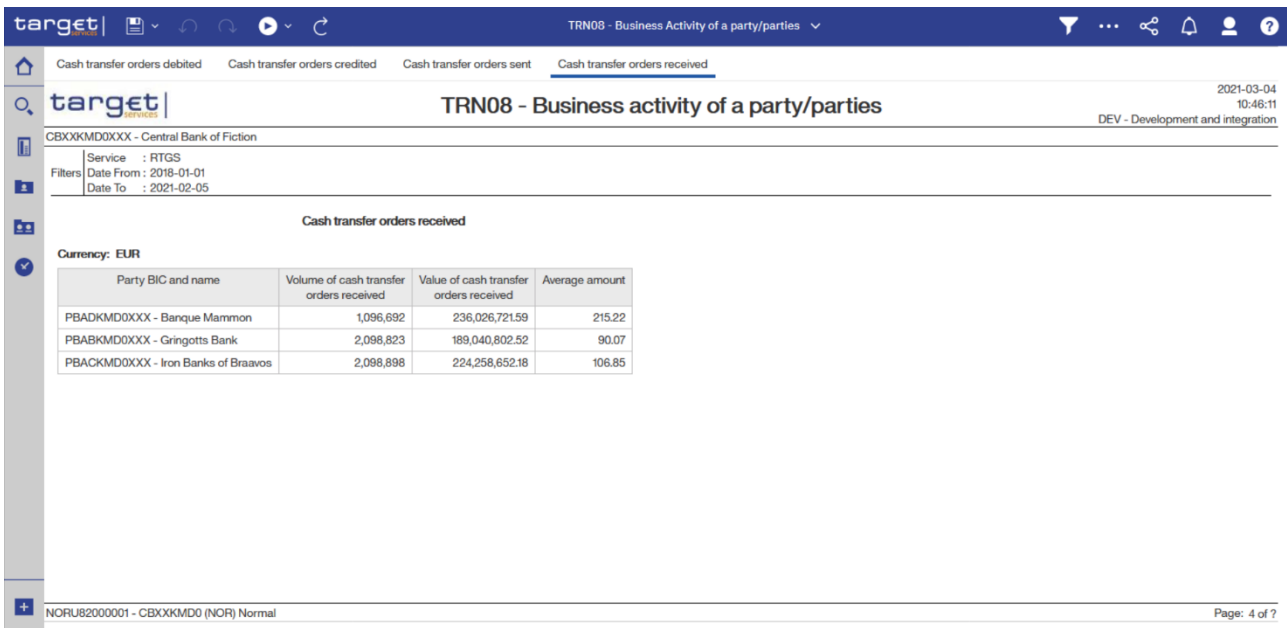 target| services
TRN08 - Business Activity of a party/parties
Cash transfer orders debited Cash transfer orders credited Cash transfer orders sent Cash transfer orders received
target| services
TRN08 - Business activity of a party/parties
2021-03-04
10:46:11
DEV - Development and integration
CBXXKMD0XXX - Central Bank of Fiction
Filters
Service : RTGS
Date From : 2018-01-01
Date To : 2021-02-05
Cash transfer orders received
Currency: EUR
Party BIC and name
Volume of cash transfer
orders received
Value of cash transfer
orders received
Average amount
PBADKMD0XXX - Banque Mammon 1,096,692 236,026,721.59 215.22
PBABKMD0XXX - Gringotts Bank 2,098,823 189,040,802.52 90.07
PBACKMD0XXX - Iron Banks of Braavos 2,098,898 224,258,652.18 106.85
NORU82000001 - CBXXKMD0 (NOR) Normal
Page: 4 of ?